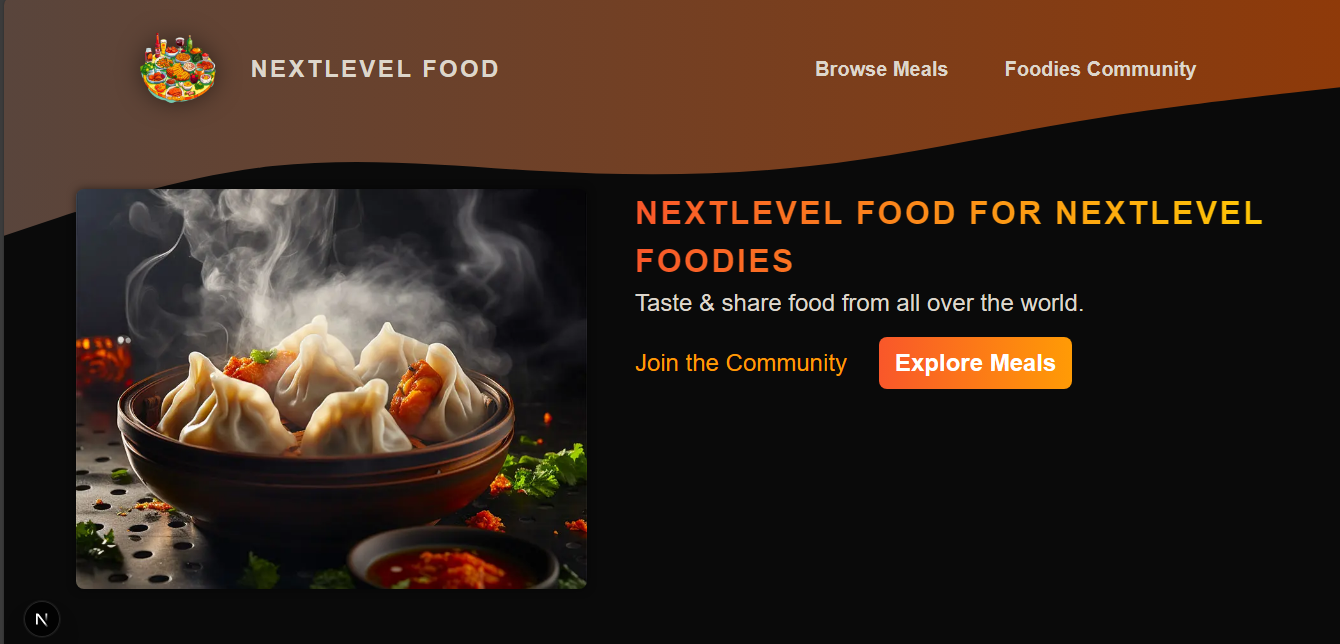 NEXTLEVEL FOOD
Browse Meals
Foodies Community
NEXTLEVEL FOOD FOR NEXTLEVEL
FOODIES
Taste & share food from all over the world.
Join the Community
Explore Meals
N